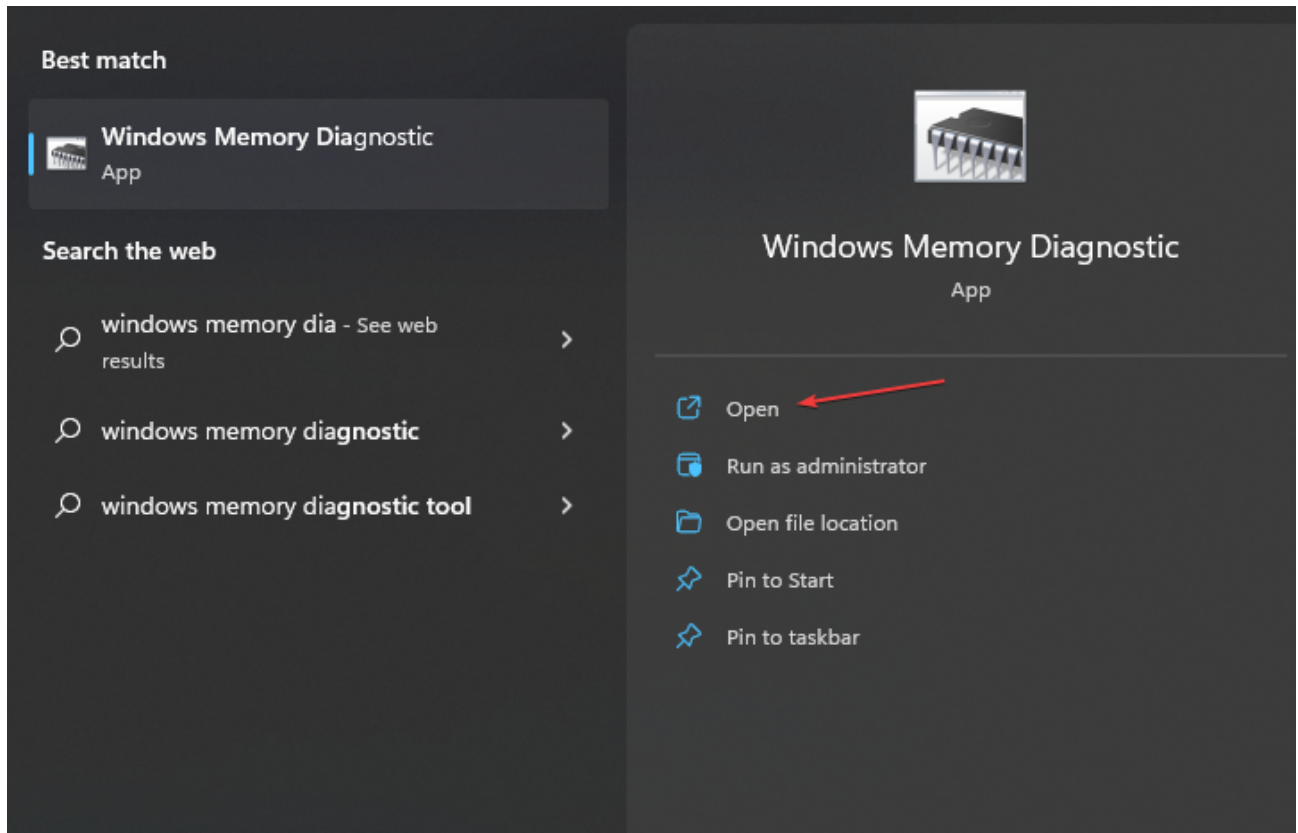 Best match
Windows Memory Diagnostic
App
Search the web
windows memory dia - See web
results
windows memory diagnostic
windows memory diagnostic tool
Windows Memory Diagnostic
App
Open
Run as administrator
Open file location
Pin to Start
Pin to taskbar